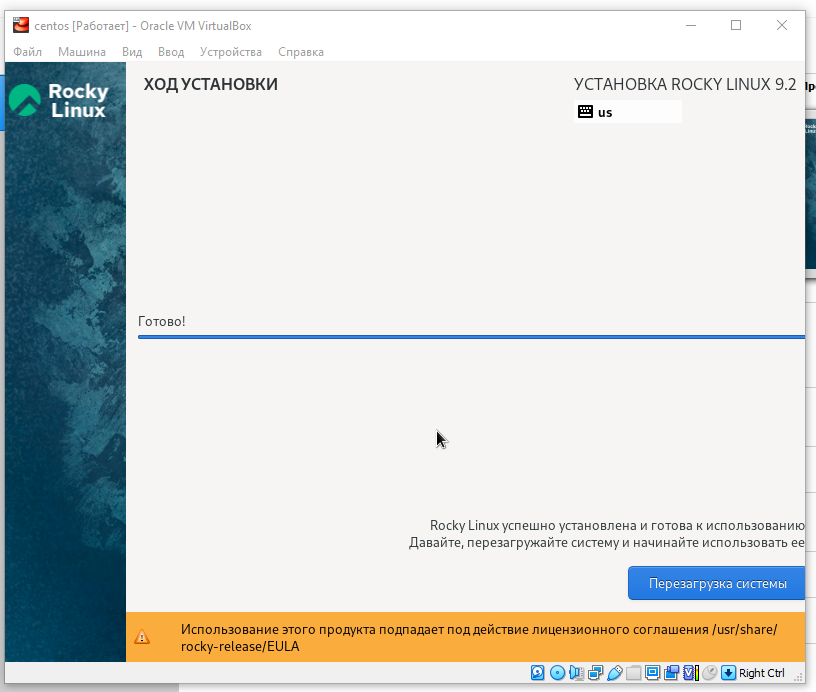 centos [Работает] - Oracle VM VirtualBox
Файл Машина Вид Ввод Устройства Справка
Rocky
Linux
ХОД УСТАНОВКИ
УСТАНОВКА ROCKY LINUX 9.2
us
Готово!
Rocky Linux успешно установлена и готова к использованию
Давайте, перезагружайте систему и начинайте использовать ее
Перезагрузка системы
Использование этого продукта подпадает под действие лицензионного соглашения /usr/share/
rocky-release/EULA
Right Ctrl